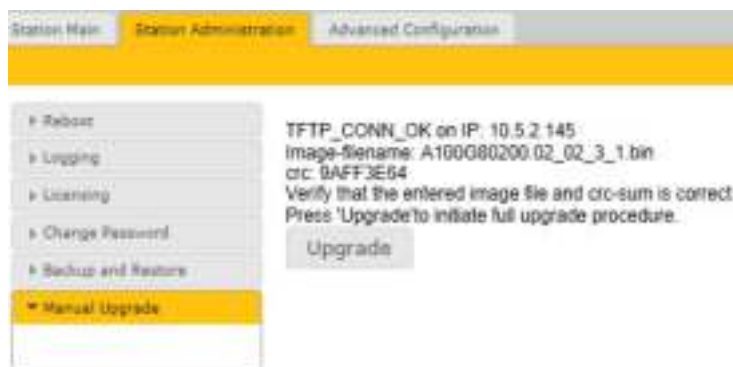 Station Main
Station Administration
Advanced Configuration
Reboot
Logging
Licensing
Change Password
Backup and Restore
Manual Upgrade
TFTP_CONN_OK on IP: 10.5.2.145
Image-filename: A100G80200.02_02_3_1.bin
crc: 9AFF3E64
Verify that the entered image file and crc-sum is correct
Press 'Upgrade'to initiate full upgrade procedure.
Upgrade